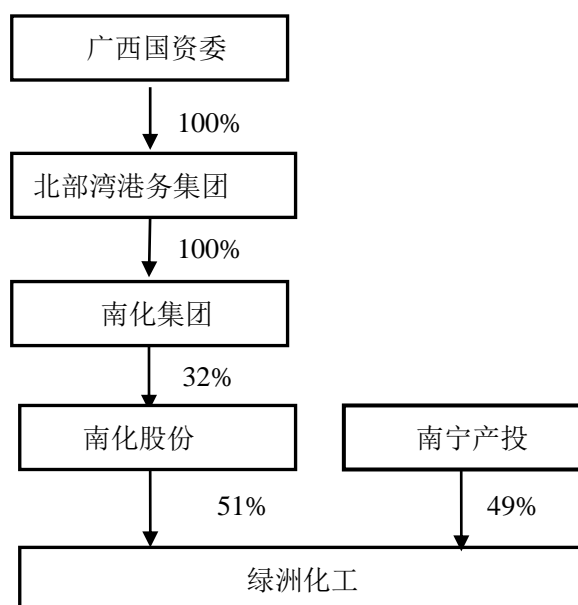 广西国资委
100%
北部湾港务集团
100%
南化集团
32%
南化股份
南宁产投
51%
49%
绿洲化工